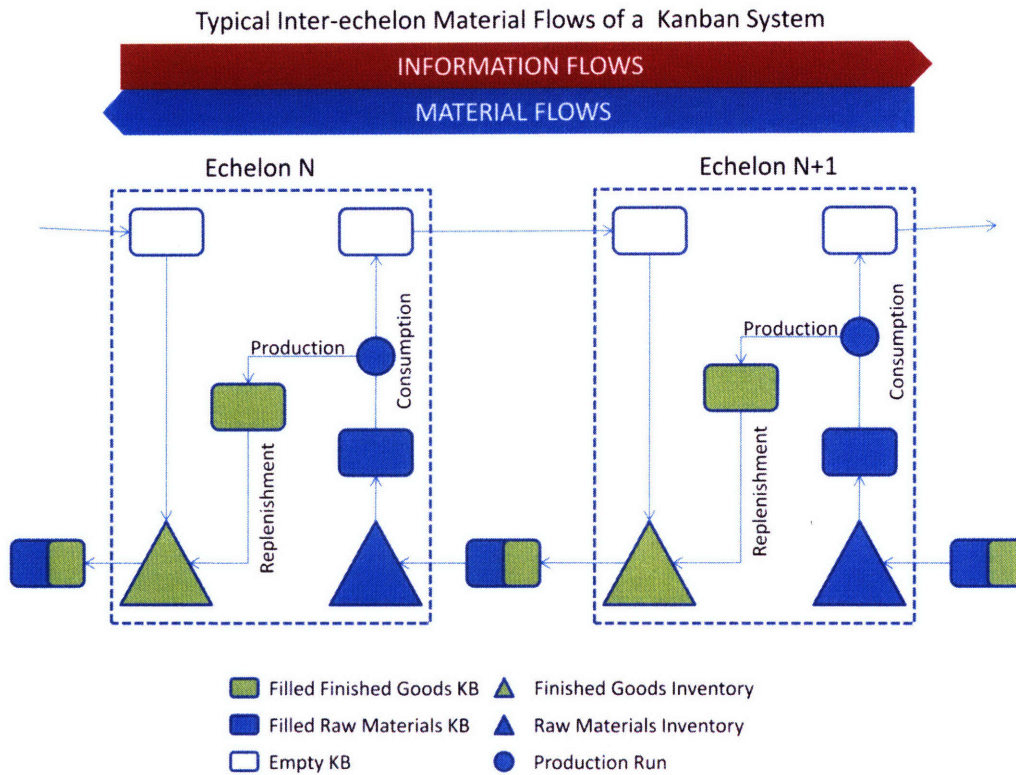 Typical Inter-echelon Material Flows of a Kanban System
INFORMATION FLOWS
MATERIAL FLOWS
Echelon N
Echelon N+1
Production
Consumption
Replenishment
Production
Consumption
Replenishment
Filled Finished Goods KB
Finished Goods Inventory
Filled Raw Materials KB
Raw Materials Inventory
Empty KB
Production Run